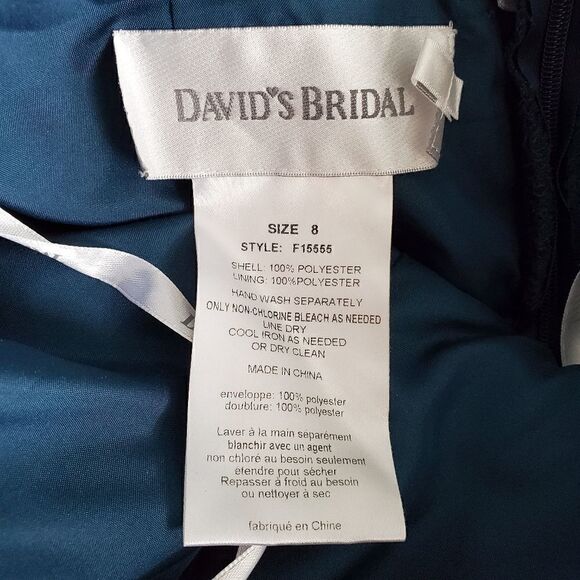 DAVID'S BRIDAL
SIZE 8
STYLE: F15555
SHELL: 100% POLYESTER
LINING: 100% POLYESTER
HAND WASH SEPARATELY
ONLY NON-CHLORINE BLEACH AS NEEDED
LINE DRY
COOL IRON AS NEEDED
OR DRY CLEAN
MADE IN CHINA
enveloppe: 100% polyester
doublure: 100% polyester
Laver à la main séparément
blanchir avec un agent
non chloré au besoin seulement
étendre pour sécher
Repasser à froid au besoin
ou nettoyer à sec
fabriqué en Chine